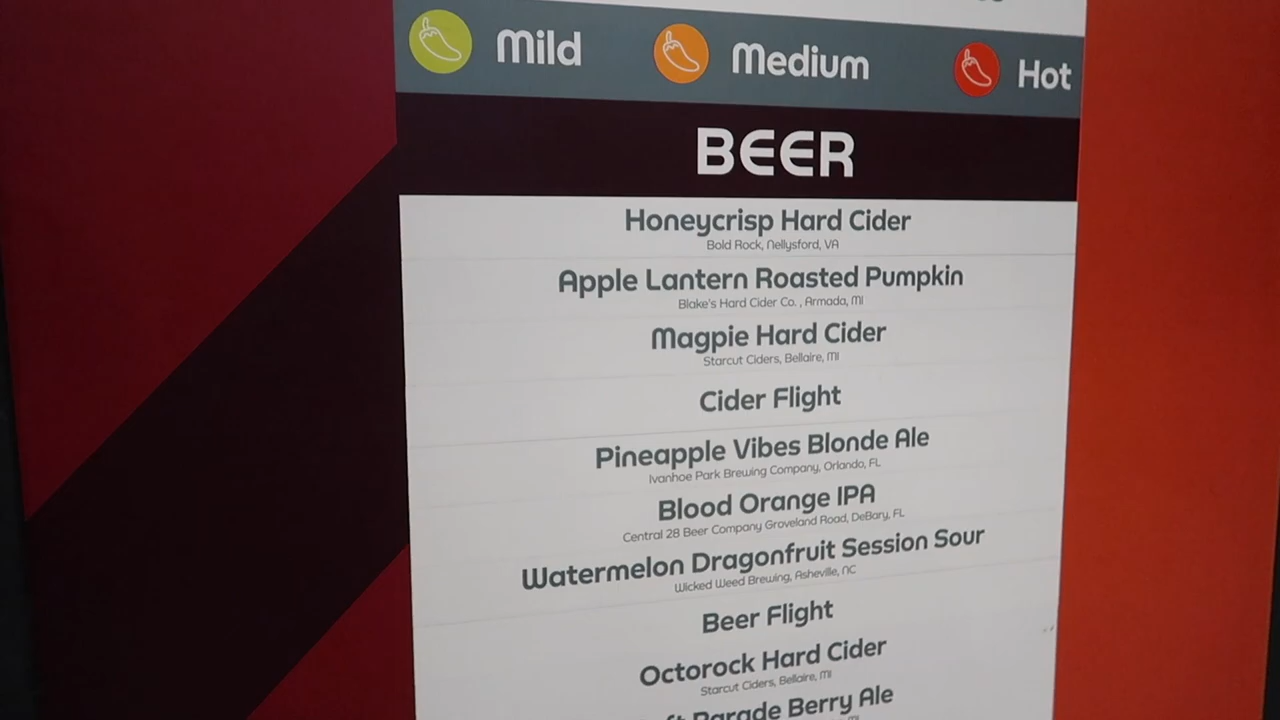 Mild Medium Hot
BEER
Honeycrisp Hard Cider
Bold Rock, Nellysford, VA
Apple Lantern Roasted Pumpkin
Blake's Hard Cider Co. , Armada, MI
Magpie Hard Cider
Starcut Ciders, Bellaire, MI
Cider Flight
Pineapple Vibes Blonde Ale
Ivanhoe Park Brewing Company, Orlando, FL
Blood Orange IPA
Central 28 Beer Company Groveland Road, DeBary, FL
Watermelon Dragonfruit Session Sour
Wicked Weed Brewing, Asheville, NC
Beer Flight
Octorock Hard Cider
Starcut Ciders, Bellaire, MI
Parade Berry Ale